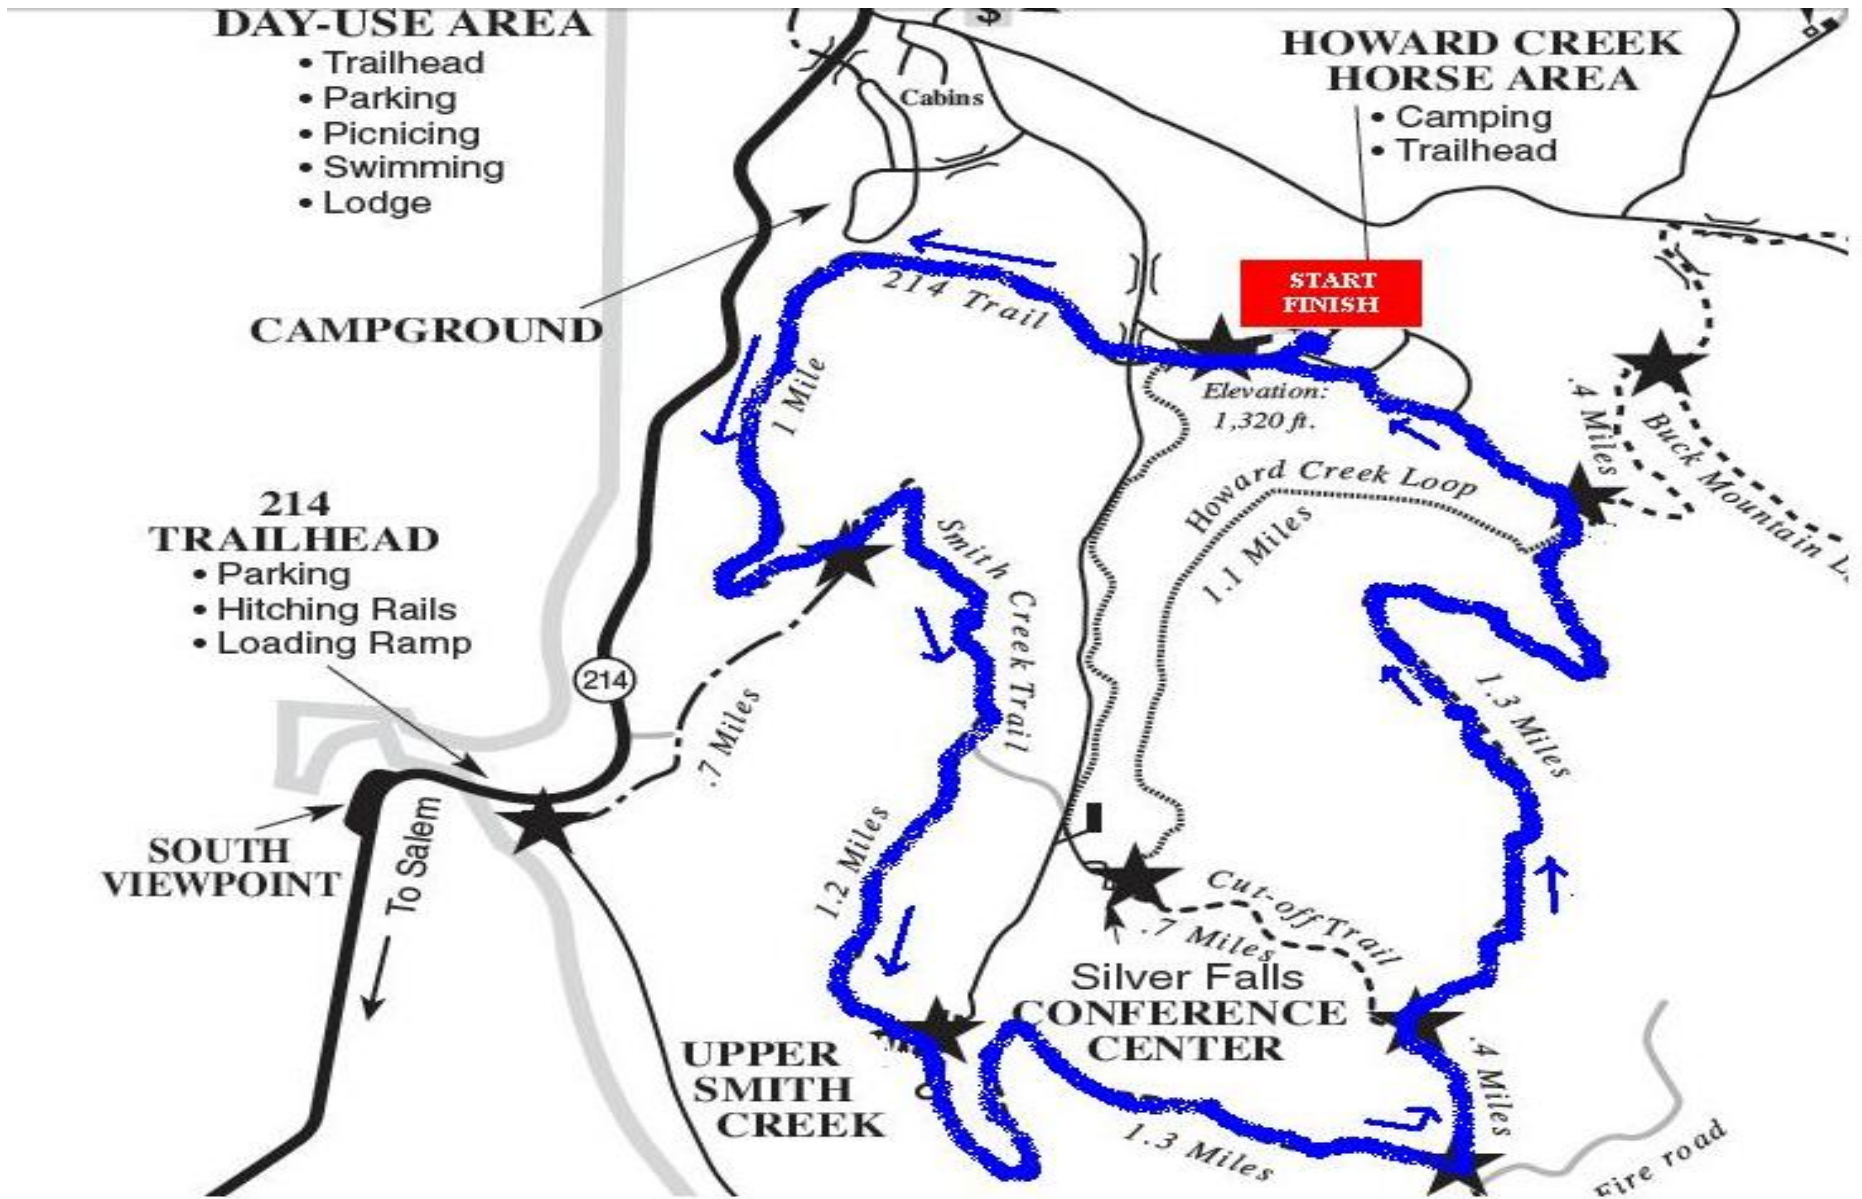 DAY-USE AREA
• Trailhead
• Parking
• Picnicing
• Swimming
• Lodge
$
Cabins
HOWARD CREEK
HORSE AREA
• Camping
• Trailhead
START
FINISH
214 Trail
CAMPGROUND
1 Mile
Elevation:
1,320 ft.
.4 Miles
Buck Mountain
Howard Creek Loop
1.1 Miles
214
TRAILHEAD
• Parking
• Hitching Rails
• Loading Ramp
Smith Creek Trail
214
.7 Miles
1.3 Miles
SOUTH
VIEWPOINT
To Salem
1.2 Miles
Cut-off Trail
.7 Miles
Silver Falls
CONFERENCE
CENTER
UPPER
SMITH
CREEK
.4 Miles
1.3 Miles
Fire road